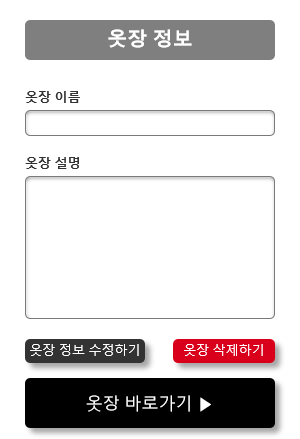 옷장 정보
옷장 이름
옷장 설명
옷장 정보 수정하기
옷장 삭제하기
옷장 바로가기 ▶